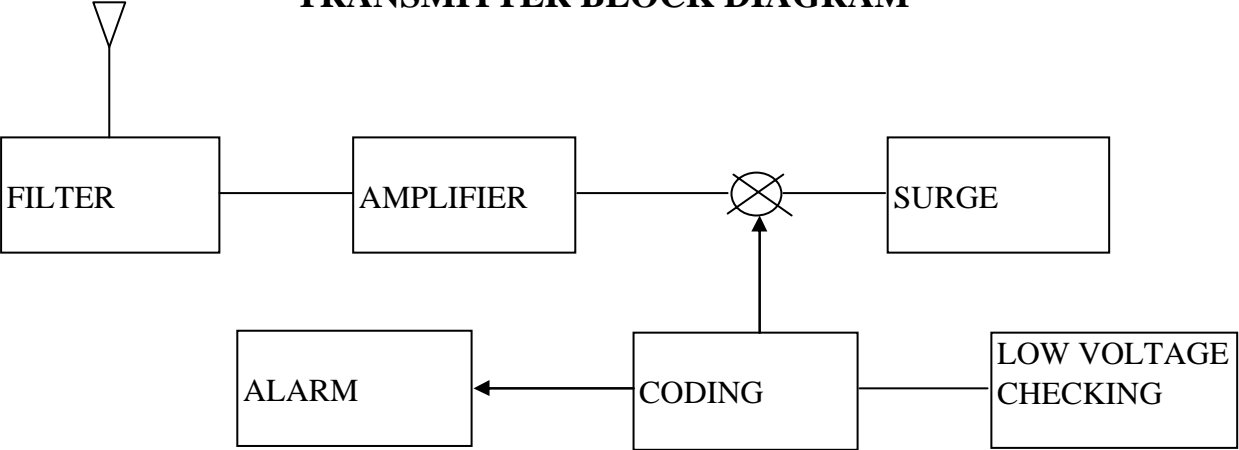 TRANSMITTER BLOCK DIAGRAM
FILTER
AMPLIFIER
SURGE
ALARM
CODING
LOW VOLTAGE
CHECKING